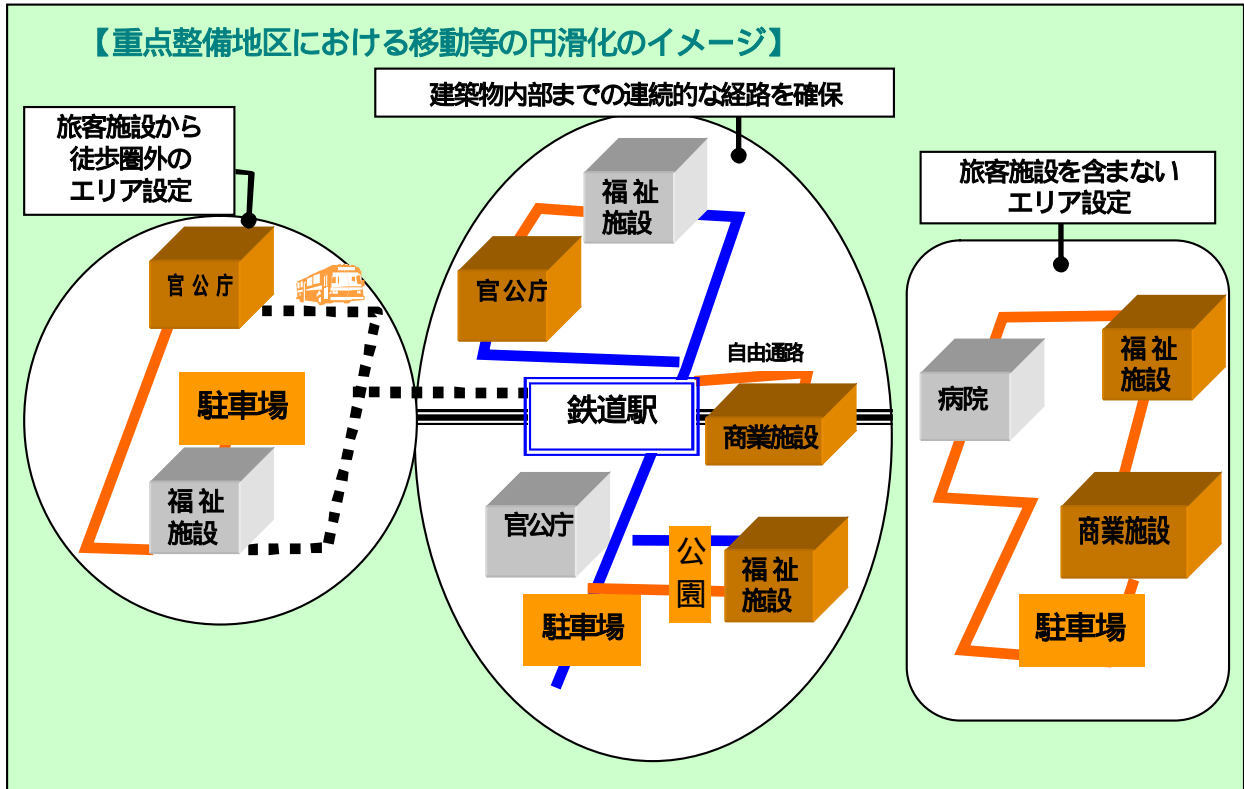 【重点整備地区における移動等の円滑化のイメージ】
建築物内部までの連続的な経路を確保
旅客施設から
徒歩圏外の
エリア設定
旅客施設を含まない
エリア設定
官公庁
駐車場
福祉
施設
福祉
施設
官公庁
自由通路
鉄道駅
商業施設
官公庁
公
園
福祉
施設
駐車場
病院
福祉
施設
商業施設
駐車場